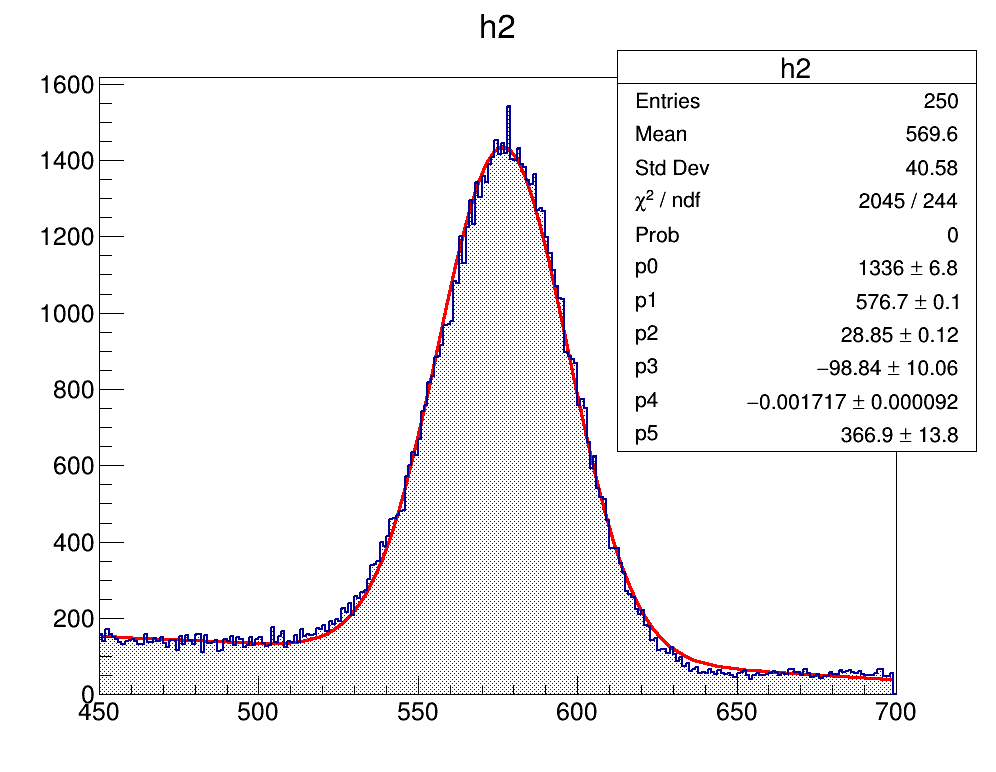 h2
h2
Entries 250
Mean 569.6
Std Dev 40.58
χ² / ndf 2045 / 244
Prob 0
p0 1336 ± 6.8
p1 576.7 ± 0.1
p2 28.85 ± 0.12
p3 −98.84 ± 10.06
p4 −0.001717 ± 0.000092
p5 366.9 ± 13.8
1600
1400
1200
1000
800
600
400
200
0
450 500 550 600 650 700